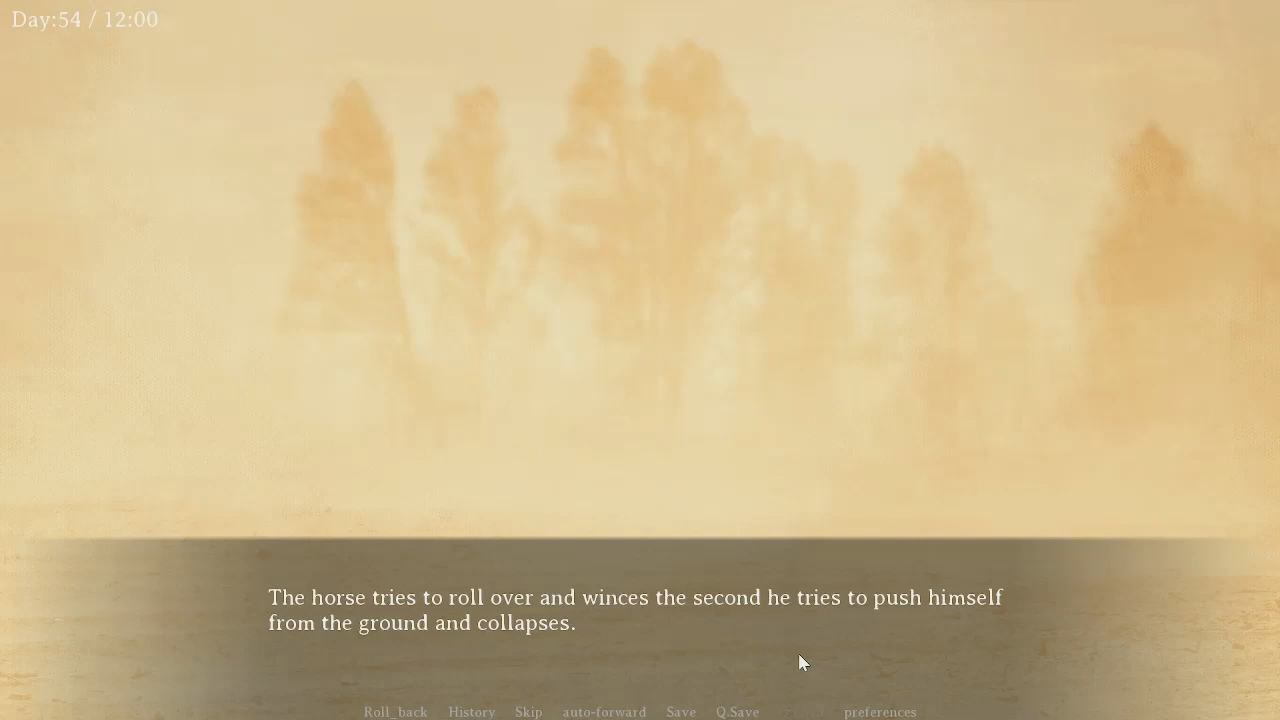 Day:54 / 12:00
The horse tries to roll over and winces the second he tries to push himself
from the ground and collapses.
Roll_back History Skip auto-forward Save Q.Save preferences